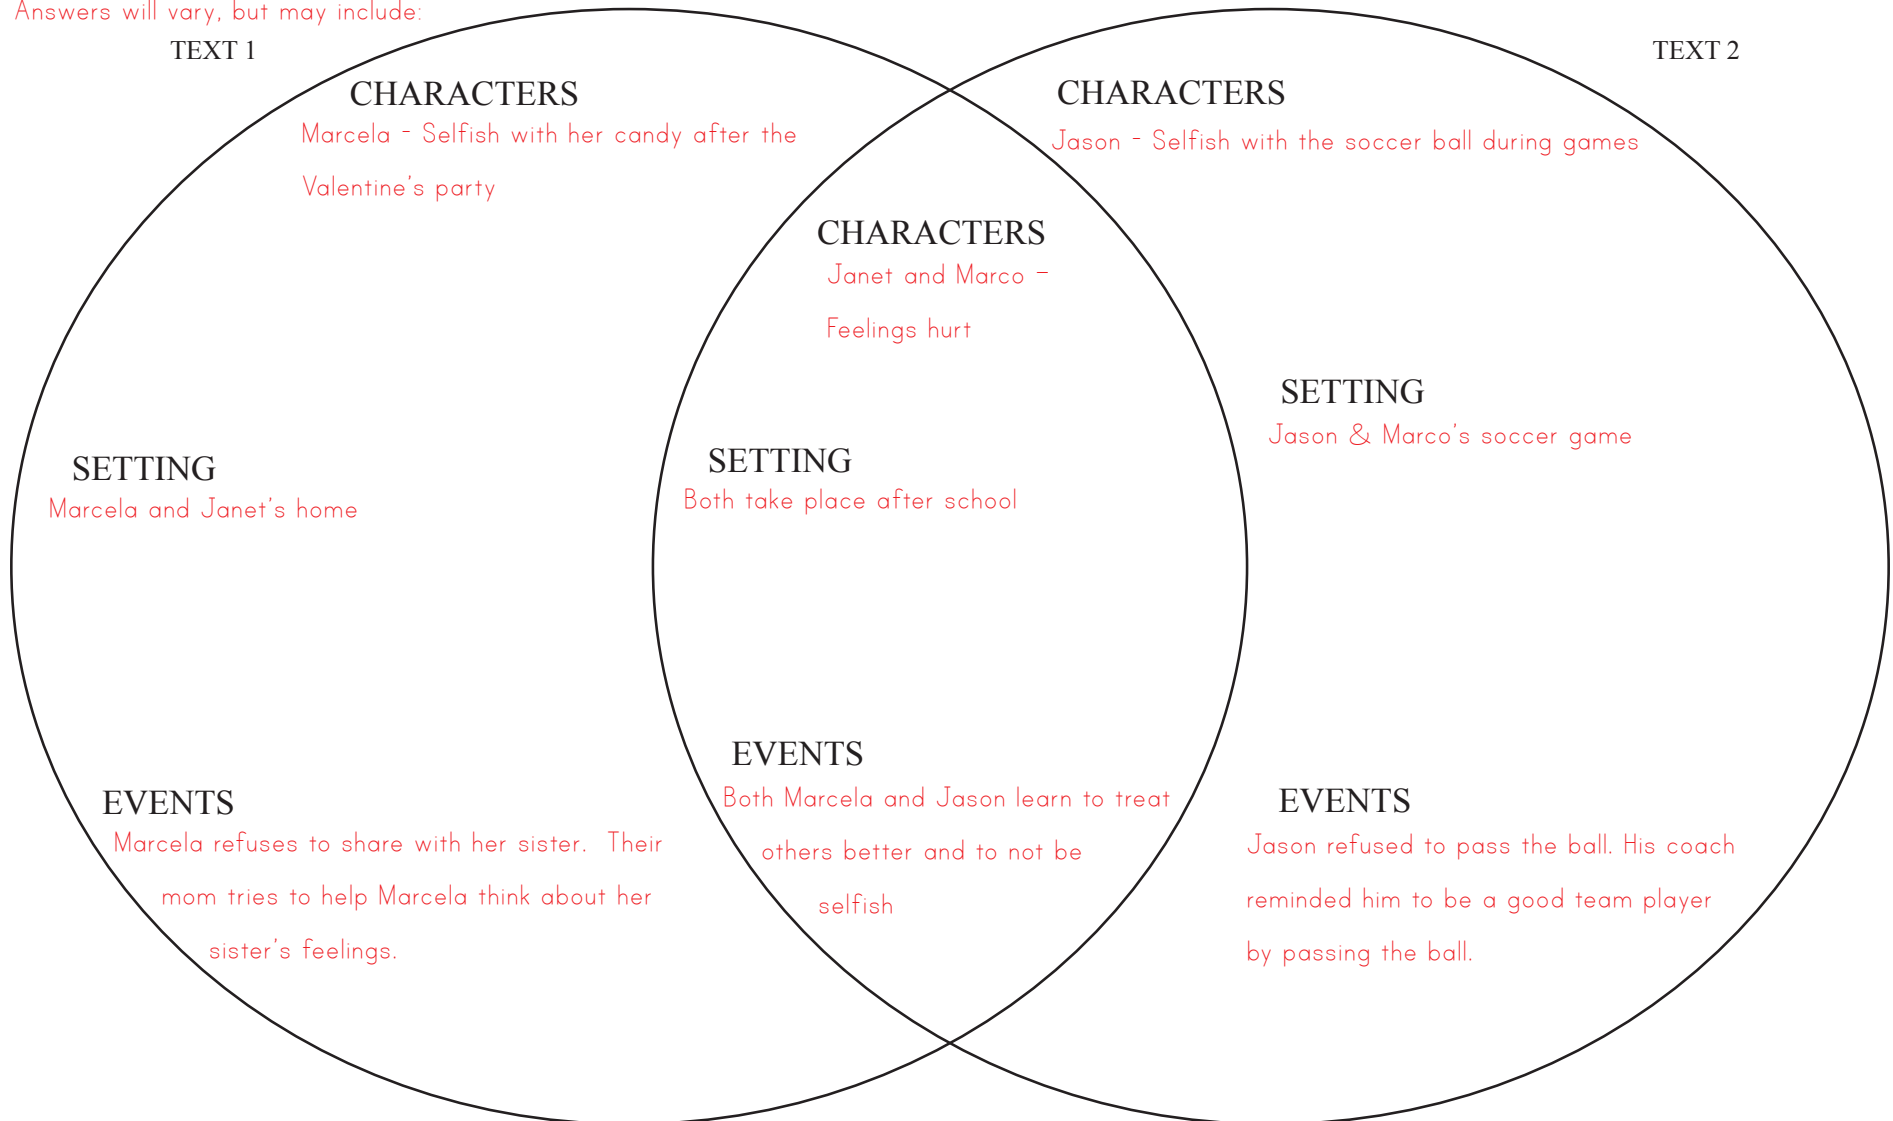 Answers will vary, but may include:
TEXT 1
CHARACTERS
Marcela - Selfish with her candy after the
Valentine's party
SETTING
Marcela and Janet's home
EVENTS
Marcela refuses to share with her sister.  Their
mom tries to help Marcela think about her
sister's feelings.
CHARACTERS
Janet and Marco -
Feelings hurt
SETTING
Both take place after school
EVENTS
Both Marcela and Jason learn to treat
others better and to not be
selfish
TEXT 2
CHARACTERS
Jason - Selfish with the soccer ball during games
SETTING
Jason & Marco's soccer game
EVENTS
Jason refused to pass the ball. His coach
reminded him to be a good team player
by passing the ball.